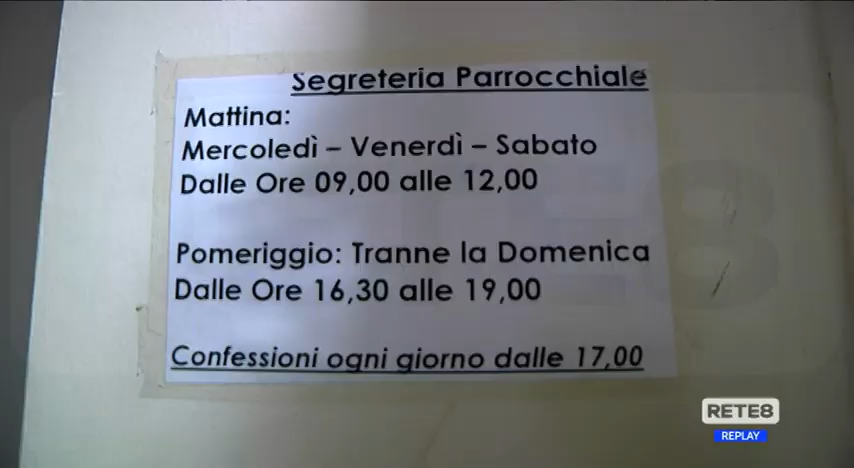 Segreteria Parrocchiale
Mattina:
Mercoledì – Venerdì – Sabato
Dalle Ore 09,00 alle 12,00
Pomeriggio: Tranne la Domenica
Dalle Ore 16,30 alle 19,00
Confessioni ogni giorno dalle 17,00
RETE8
REPLAY